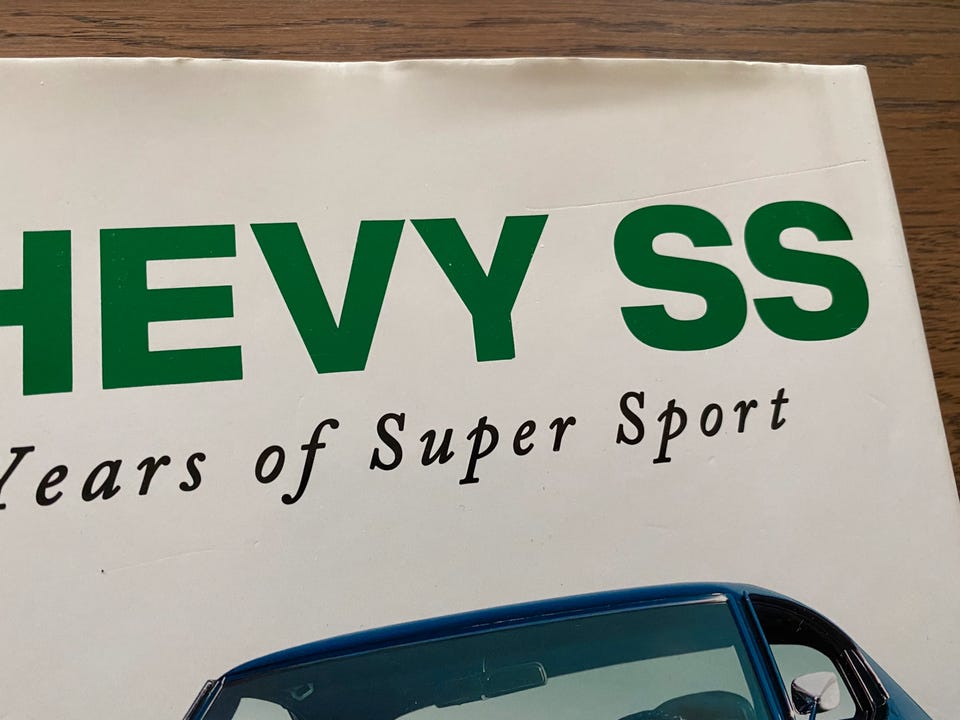 HEVY SS
Years of Super Sport